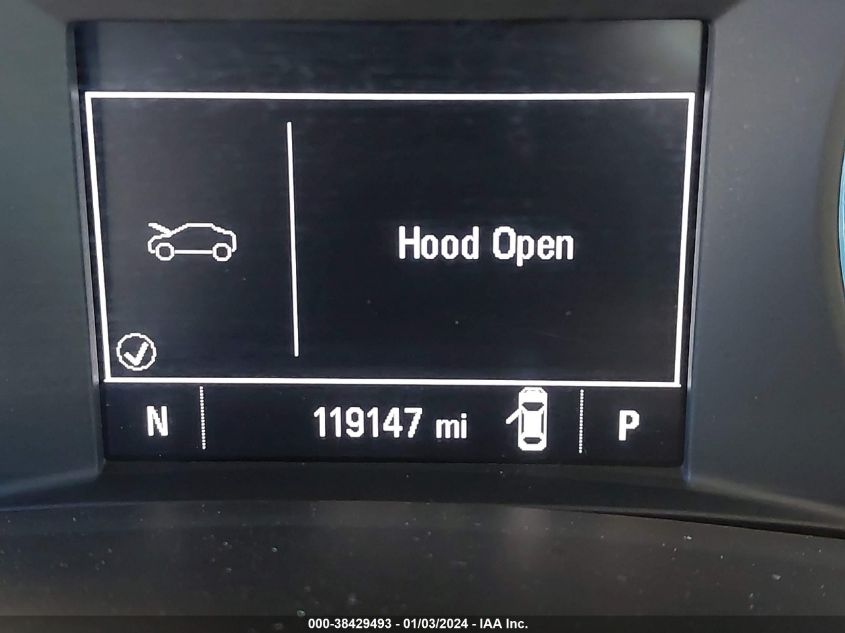 Hood Open
N 119147 mi P
000-38429493 - 01/03/2024 - IAA Inc.